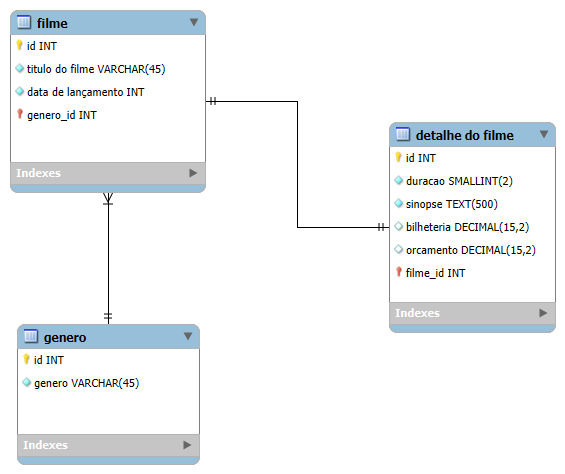 filme
id INT
titulo do filme VARCHAR(45)
data de lançamento INT
genero_id INT
Indexes
detalhe do filme
id INT
duracao SMALLINT(2)
sinopse TEXT(500)
bilheteria DECIMAL(15,2)
orcamento DECIMAL(15,2)
filme_id INT
Indexes
genero
id INT
genero VARCHAR(45)
Indexes